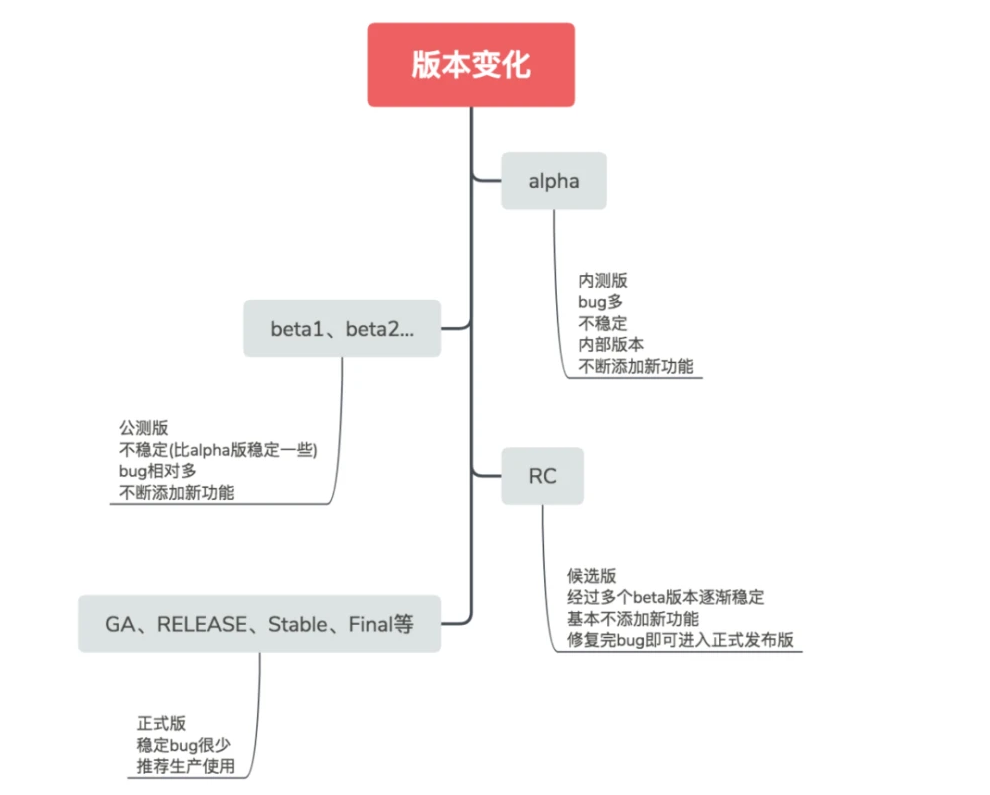 版本变化
alpha
内测版
bug多
不稳定
内部版本
不断添加新功能
beta1、beta2...
公测版
不稳定(比alpha版稳定一些)
bug相对多
不断添加新功能
RC
候选版
经过多个beta版本逐渐稳定
基本不添加新功能
修复完bug即可进入正式发布版
GA、RELEASE、Stable、Final等
正式版
稳定bug很少
推荐生产使用